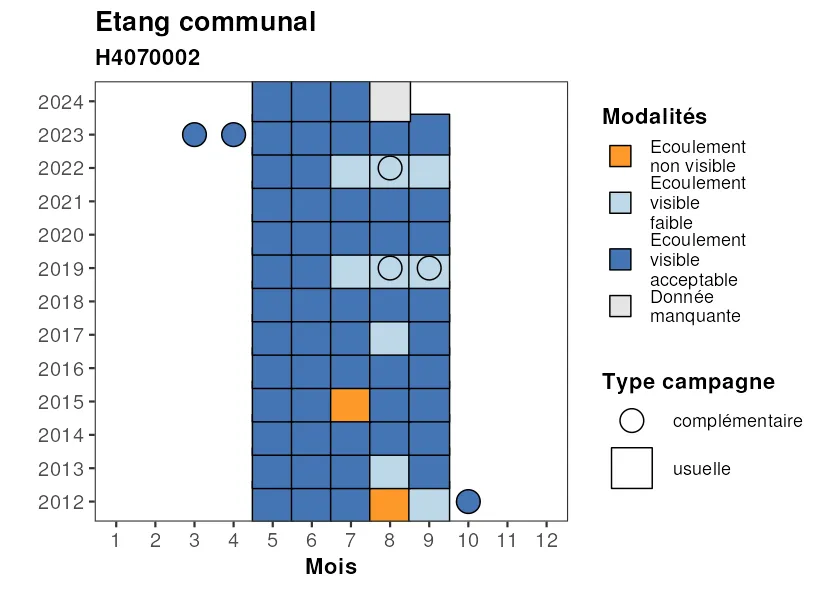 Etang communal
H4070002
2024
2023
2022
2021
2020
2019
2018
2017
2016
2015
2014
2013
2012
1 2 3 4 5 6 7 8 9 10 11 12
Mois
Modalités
Ecoulement
non visible
Ecoulement
visible
faible
Ecoulement
visible
acceptable
Donnée
manquante
Type campagne
complémentaire
usuelle